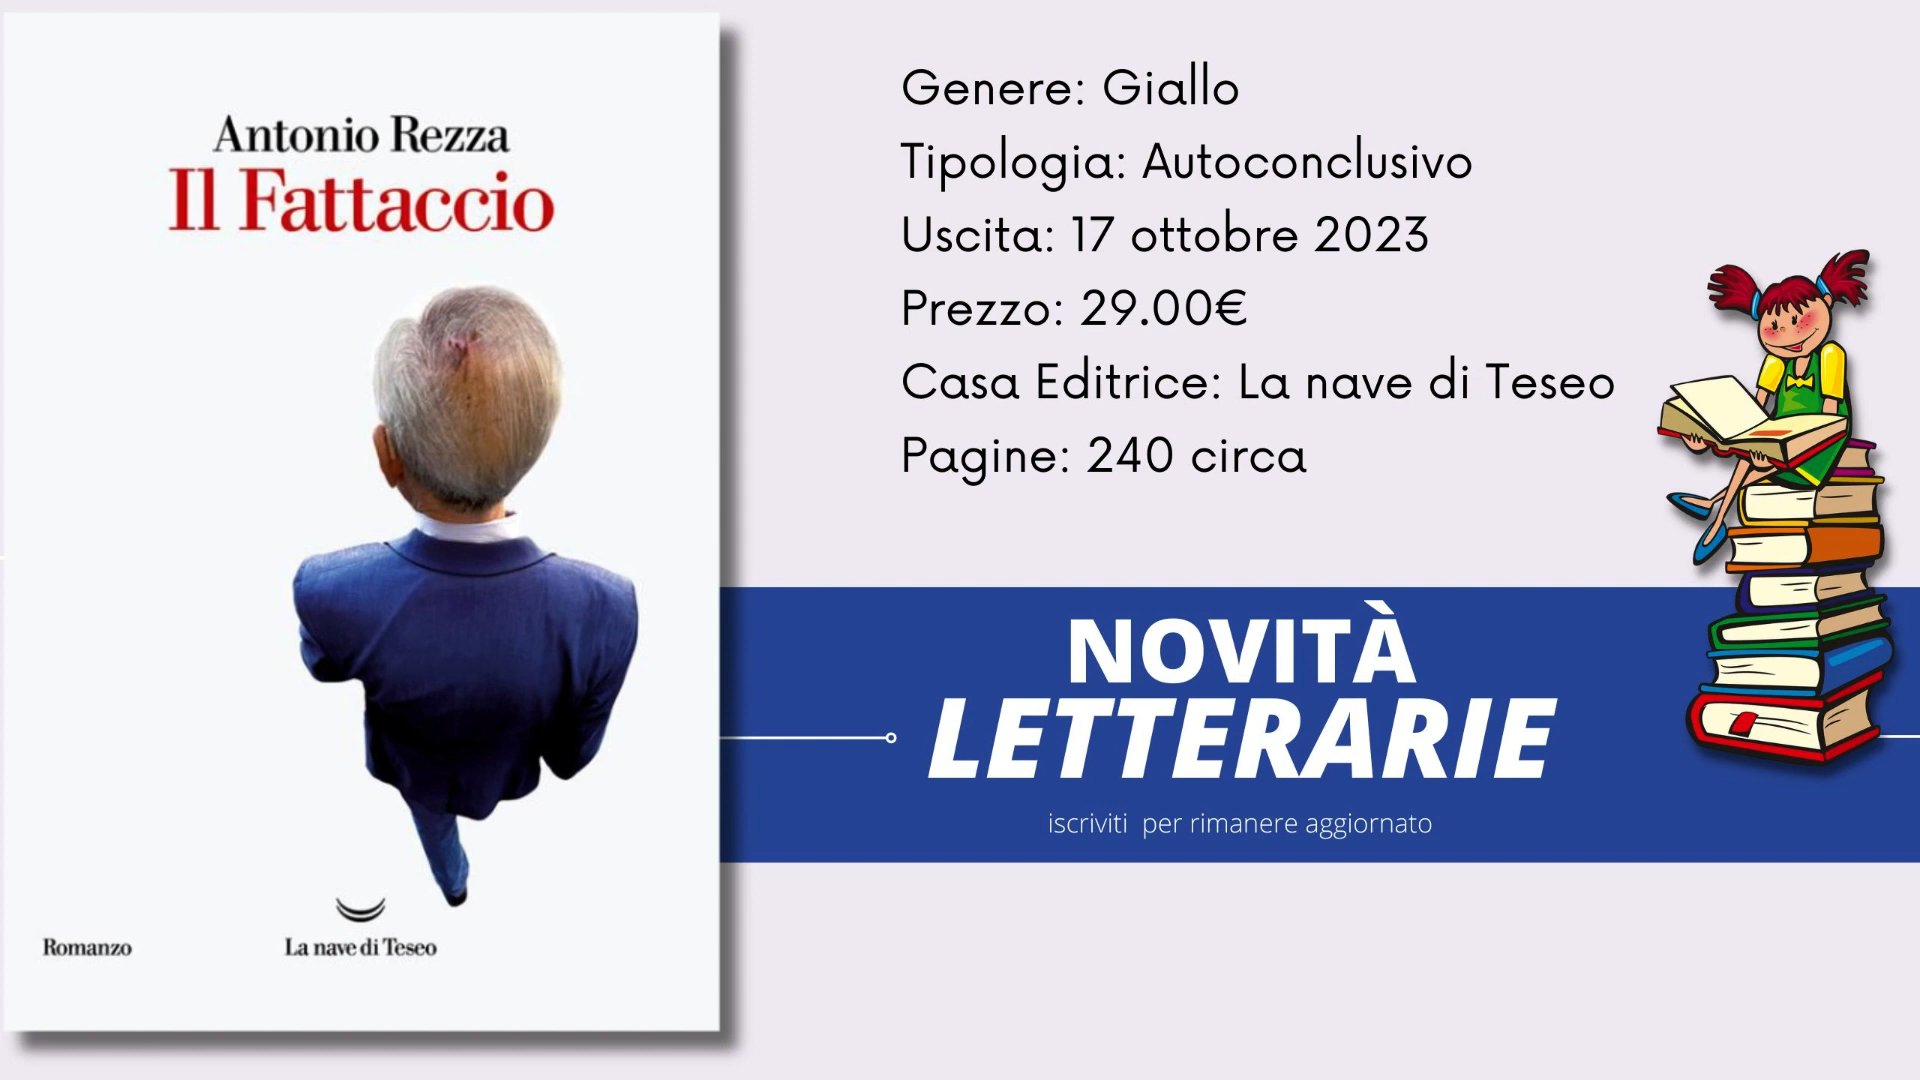 Antonio Rezza
Il Fattaccio
Romanzo
La nave di Teseo
Genere: Giallo
Tipologia: Autoconclusivo
Uscita: 17 ottobre 2023
Prezzo: 29.00€
Casa Editrice: La nave di Teseo
Pagine: 240 circa
NOVITÀ
LETTERARIE
iscriviti per rimanere aggiornato